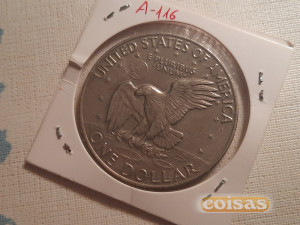 A-116
UNITED STATES OF AMERICA
E PLURIBUS
UNUM
ONE DOLLAR
coisas